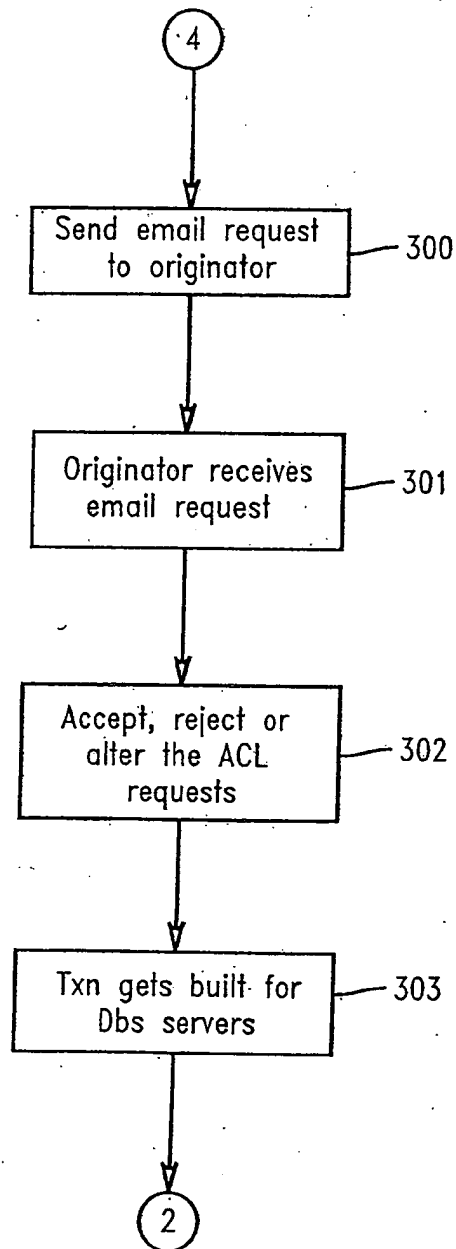 4
Send email request
to originator
300
Originator receives
email request
301
Accept, reject or
alter the ACL
requests
302
Txn gets built for
Dbs servers
303
2